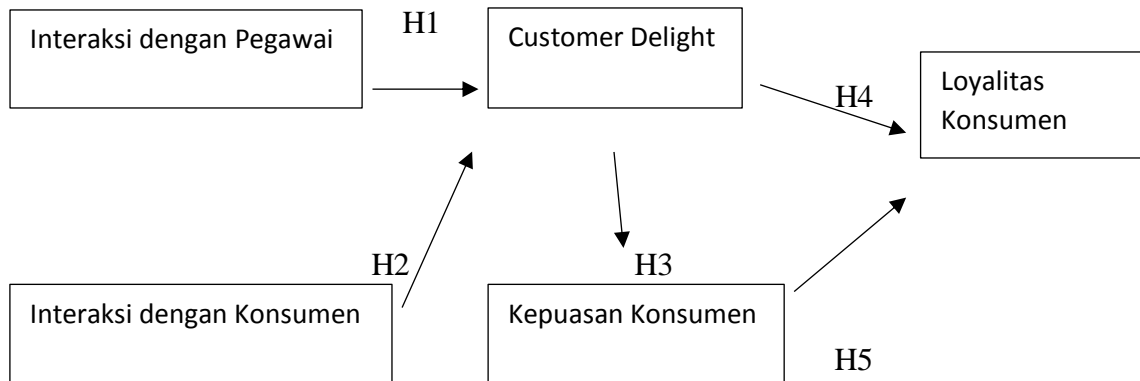 H1
Interaksi dengan Pegawai
Customer Delight
Loyalitas
Konsumen
H4
H2
H3
Interaksi dengan Konsumen
Kepuasan Konsumen
H5